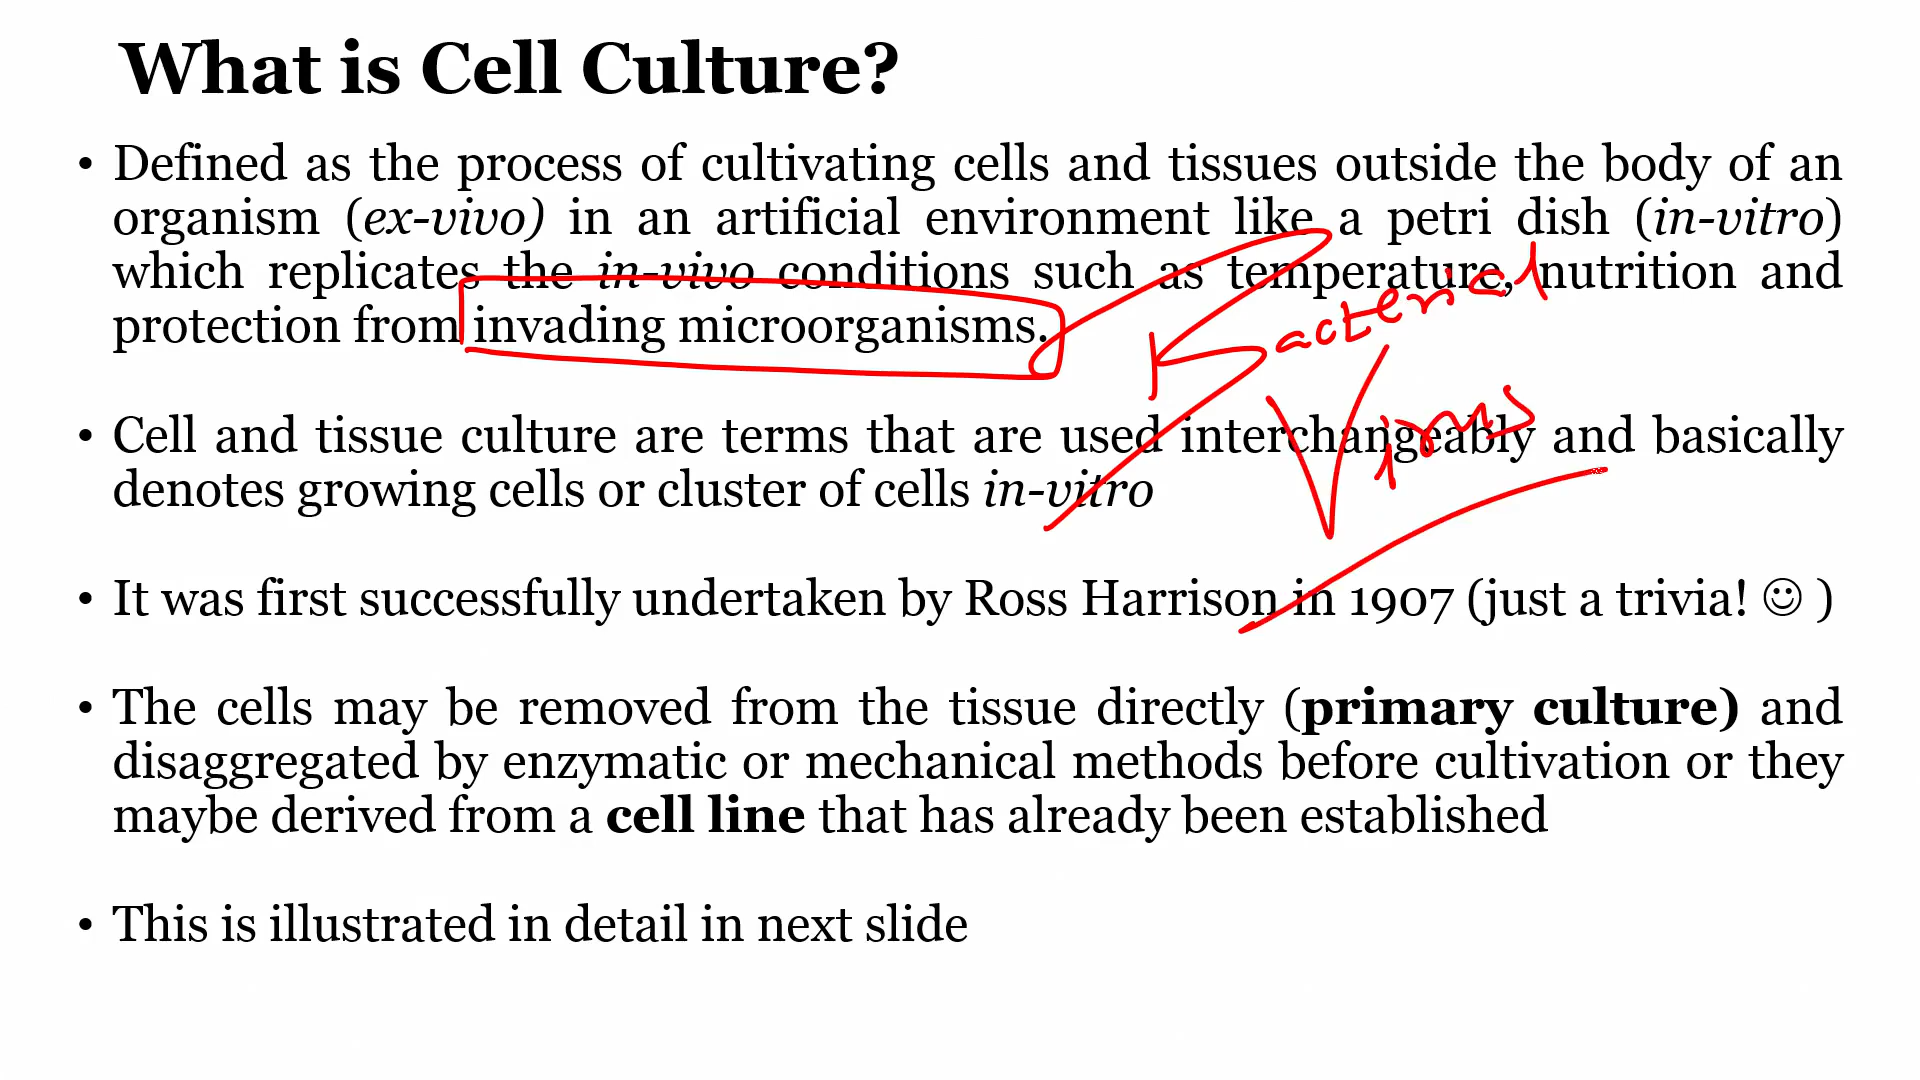 What is Cell Culture?
• Defined as the process of cultivating cells and tissues outside the body of an
organism (ex-vivo) in an artificial environment like a petri dish (in-vitro)
which replicates the in-vivo conditions such as temperature, nutrition and
protection from invading microorganisms.
Bacterial
Virus
• Cell and tissue culture are terms that are used interchangeably and basically
denotes growing cells or cluster of cells in-vitro
• It was first successfully undertaken by Ross Harrison in 1907 (just a trivia! ☺ )
• The cells may be removed from the tissue directly (primary culture) and
disaggregated by enzymatic or mechanical methods before cultivation or they
maybe derived from a cell line that has already been established
• This is illustrated in detail in next slide